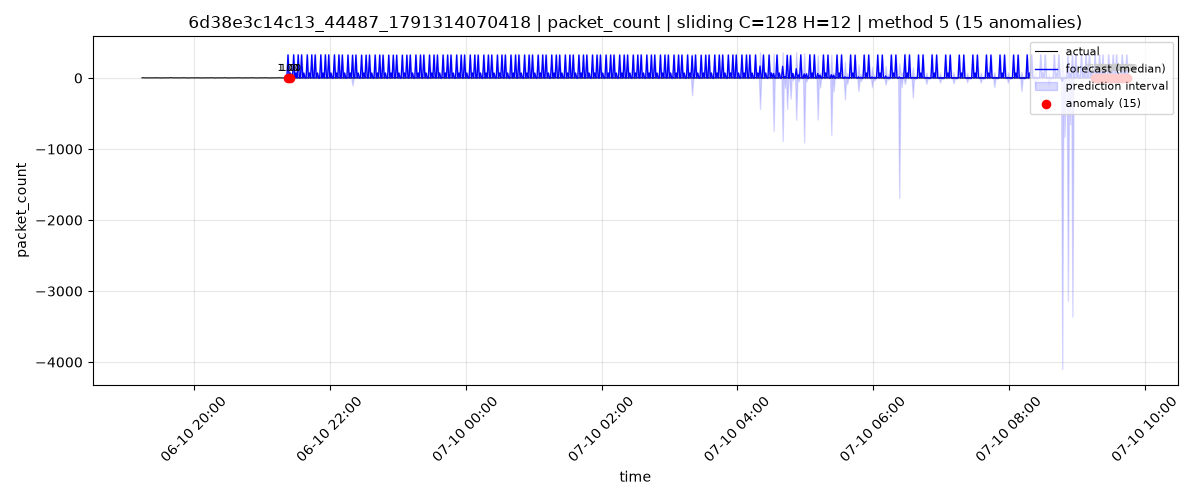 6d38e3c14c13_44487_1791314070418 | packet_count | sliding C=128 H=12 | method 5 (15 anomalies)
actual
forecast (median)
prediction interval
anomaly (15)
packet_count
0
−1000
−2000
−3000
−4000
06-10 20:00
06-10 22:00
07-10 00:00
07-10 02:00
07-10 04:00
07-10 06:00
07-10 08:00
07-10 10:00
time